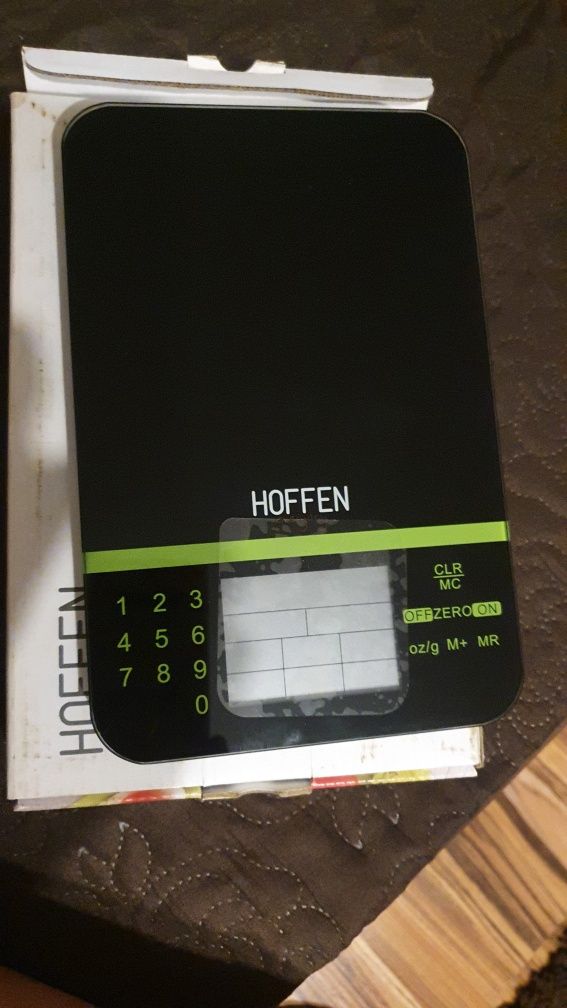 HOFFEN
CLR
MC
1 2 3
OFF ZERO ON
4 5 6
oz/g M+ MR
7 8 9
0
HOFFEN